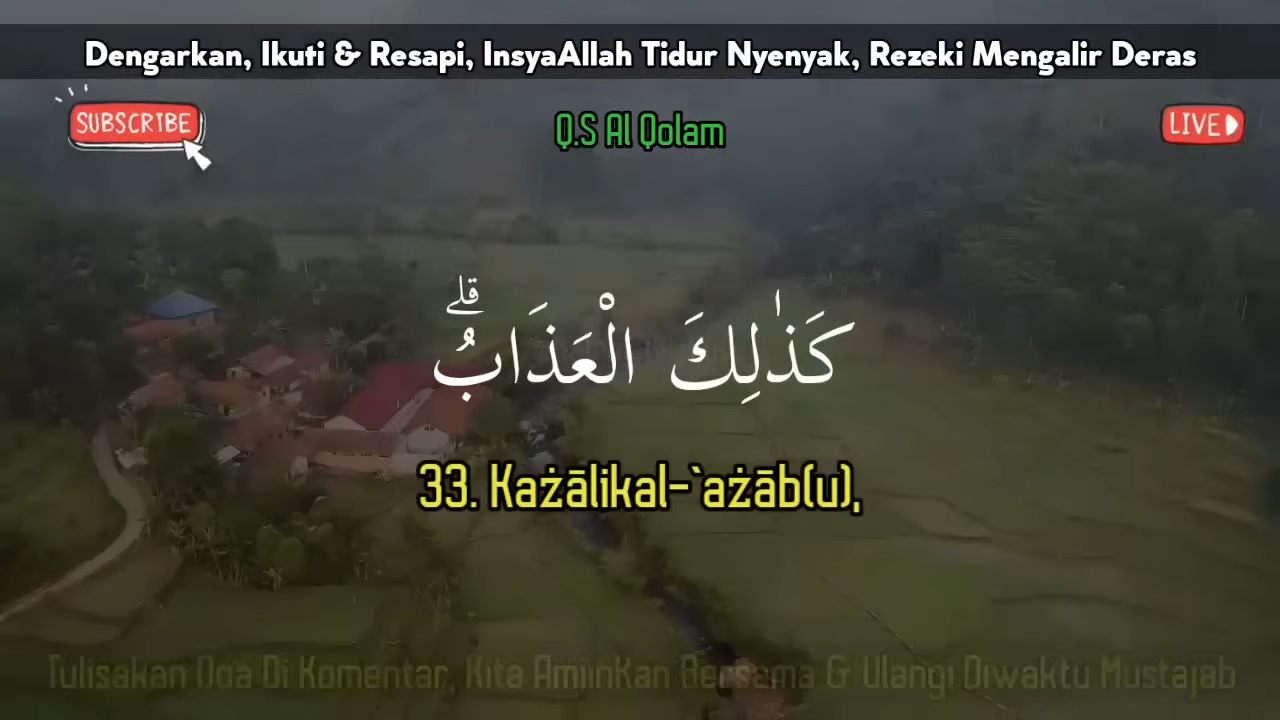 Dengarkan, Ikuti & Resapi, InsyaAllah Tidur Nyenyak, Rezeki Mengalir Deras
SUBSCRIBE
Q.S Al Qolam
LIVE
كَذٰلِكَ الْعَذَابُۗ
33. Każālikal-`ażāb(u),
Tulisakan Doa Di Komentar, Kita AmiinKan Bersama & Ulangi Diwaktu Mustajab